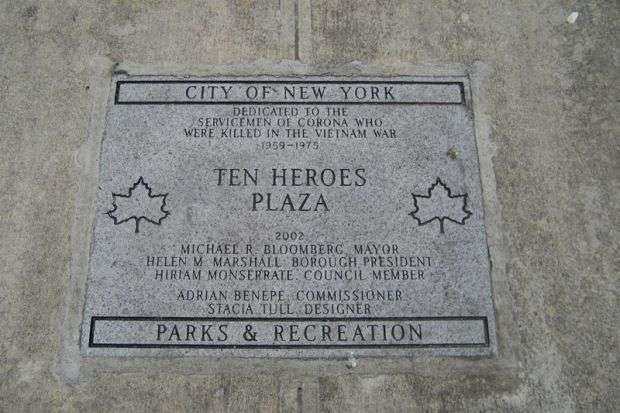 CITY OF NEW YORK
DEDICATED TO THE
SERVICEMEN OF CORONA WHO
WERE KILLED IN THE VIETNAM WAR
1959-1975
TEN HEROES
PLAZA
2002
MICHAEL R. BLOOMBERG, MAYOR
HELEN M. MARSHALL, BOROUGH PRESIDENT
HIRIAM MONSERRATE, COUNCIL MEMBER
ADRIAN BENEPE, COMMISSIONER
STACIA TULL, DESIGNER
PARKS & RECREATION